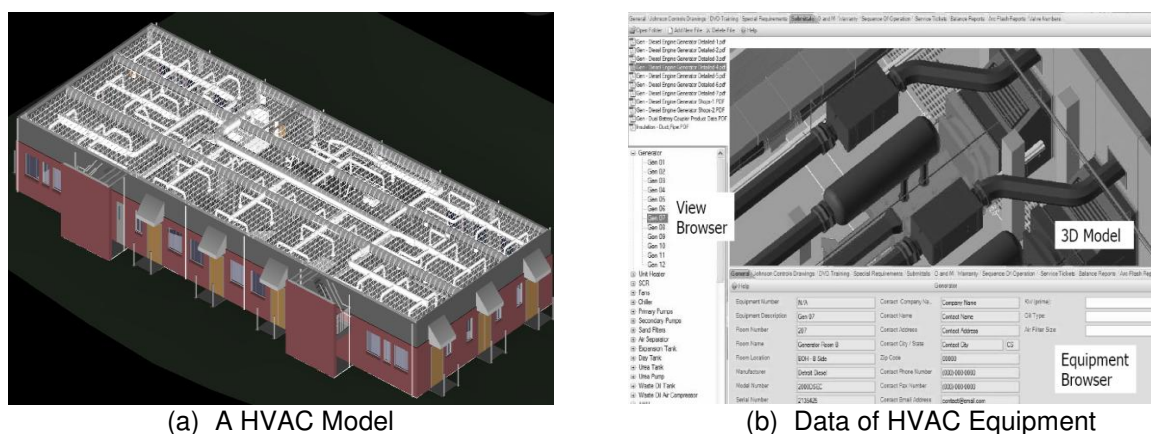 General Johnson Controls Drawings DVD Training Special Requirements Submittals O and M Warranty Sequence Of Operation Service Tickets Balance Reports Arc Flash Reports Valve Numbers
Open Folder Add New File Delete File Help
Gen - Diesel Engine Generator Detailed-1.pdf
Gen - Diesel Engine Generator Detailed-2.pdf
Gen - Diesel Engine Generator Detailed-3.pdf
Gen - Diesel Engine Generator Detailed-4.pdf
Gen - Diesel Engine Generator Detailed-5.pdf
Gen - Diesel Engine Generator Detailed-6.pdf
Gen - Diesel Engine Generator Detailed-7.pdf
Gen - Diesel Engine Generator Shops-1.PDF
Gen - Diesel Engine Generator Shops-2.PDF
Gen - Dual Battery Coupler Product Data.PDF
Insulation - Duct,Pipe.PDF
Generator
Gen 01
Gen 02
Gen 03
Gen 04
Gen 05
Gen 06
Gen 07
Gen 08
Gen 09
Gen 10
Gen 11
Gen 12
Unit Heater
SCR
Fans
Chiller
Primary Pumps
Secondary Pumps
Sand Filters
Air Separator
Expansion Tank
Day Tank
Urea Tank
Urea Pump
Waste Oil Tank
Waste Oil Air Compressor
View
Browser
3D Model
General Johnson Controls Drawings DVD Training Special Requirements Submittals O and M Warranty Sequence Of Operation Service Tickets Balance Reports Arc Flash Rep
Help Generator
Equipment Number N/A Contact Company Na... Company Name KW (prime)
Equipment Description Gen 07 Contact Name Contact Name Oil Type
Room Number 207 Contact Address Contact Address Air Filter Size
Room Name Generator Room B Contact City / State Contact City CS
Room Location BOH - B Side Zip Code 00000
Manufacturer Detroit Diesel Contact Phone Number (000)-000-0000
Model Number Contact Fax Number (000)-000-0000
Serial Number 2135425 Contact Email Address contact@email.com
Equipment
Browser
(a) A HVAC Model
(b) Data of HVAC Equipment